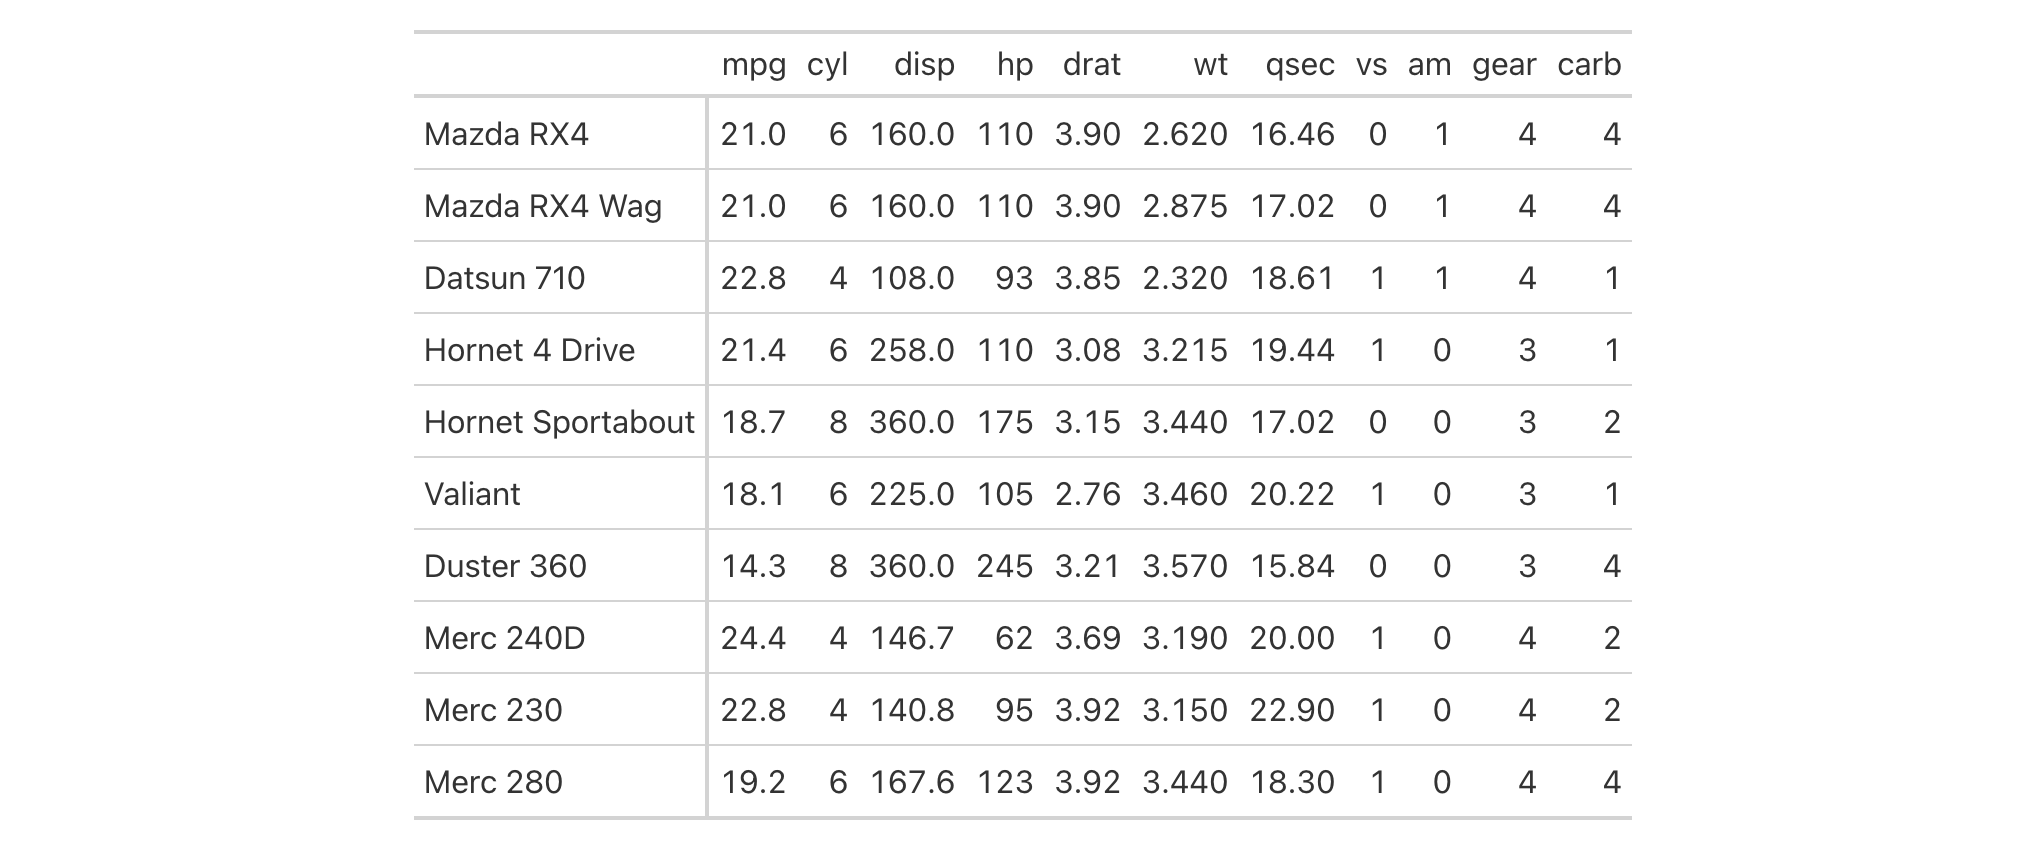 mpg cyl disp hp drat wt qsec vs am gear carb
Mazda RX4 21.0 6 160.0 110 3.90 2.620 16.46 0 1 4 4
Mazda RX4 Wag 21.0 6 160.0 110 3.90 2.875 17.02 0 1 4 4
Datsun 710 22.8 4 108.0 93 3.85 2.320 18.61 1 1 4 1
Hornet 4 Drive 21.4 6 258.0 110 3.08 3.215 19.44 1 0 3 1
Hornet Sportabout 18.7 8 360.0 175 3.15 3.440 17.02 0 0 3 2
Valiant 18.1 6 225.0 105 2.76 3.460 20.22 1 0 3 1
Duster 360 14.3 8 360.0 245 3.21 3.570 15.84 0 0 3 4
Merc 240D 24.4 4 146.7 62 3.69 3.190 20.00 1 0 4 2
Merc 230 22.8 4 140.8 95 3.92 3.150 22.90 1 0 4 2
Merc 280 19.2 6 167.6 123 3.92 3.440 18.30 1 0 4 4